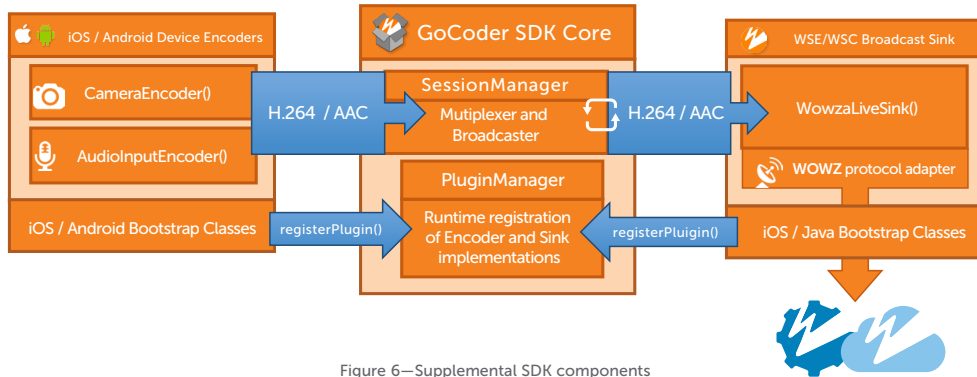 iOS / Android Device Encoders
CameraEncoder()
AudioInputEncoder()
iOS / Android Bootstrap Classes
H.264 / AAC
registerPlugin()
GoCoder SDK Core
SessionManager
Mutiplexer and
Broadcaster
PluginManager
Runtime registration
of Encoder and Sink
implementations
H.264 / AAC
registerPluigin()
WSE/WSC Broadcast Sink
WowzaLiveSink()
WOWZ protocol adapter
iOS / Java Bootstrap Classes
Figure 6—Supplemental SDK components